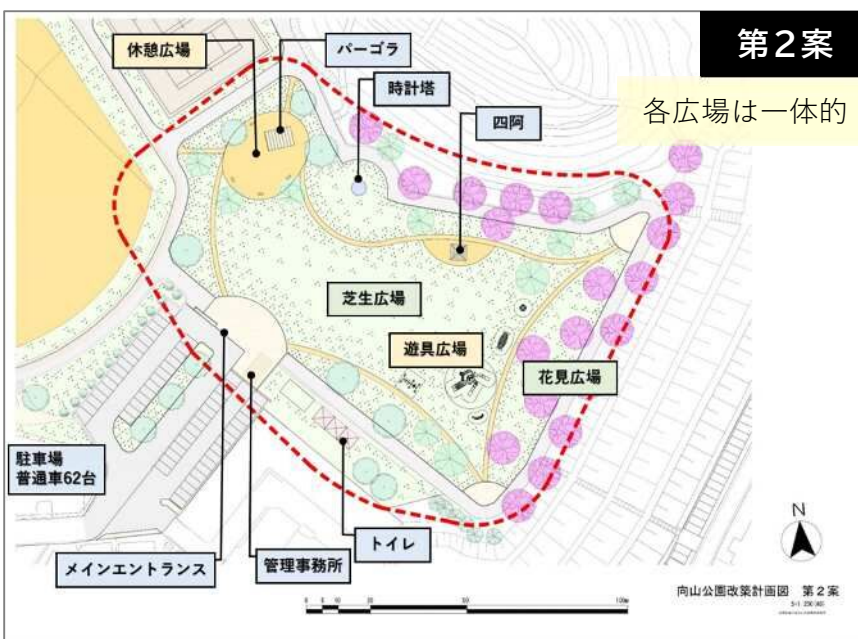 第2案
各広場は一体的
休憩広場
パーゴラ
時計塔
四阿
芝生広場
遊具広場
花見広場
駐車場
普通車62台
メインエントランス
管理事務所
トイレ
N
100m
向山公園改築計画図 第2案